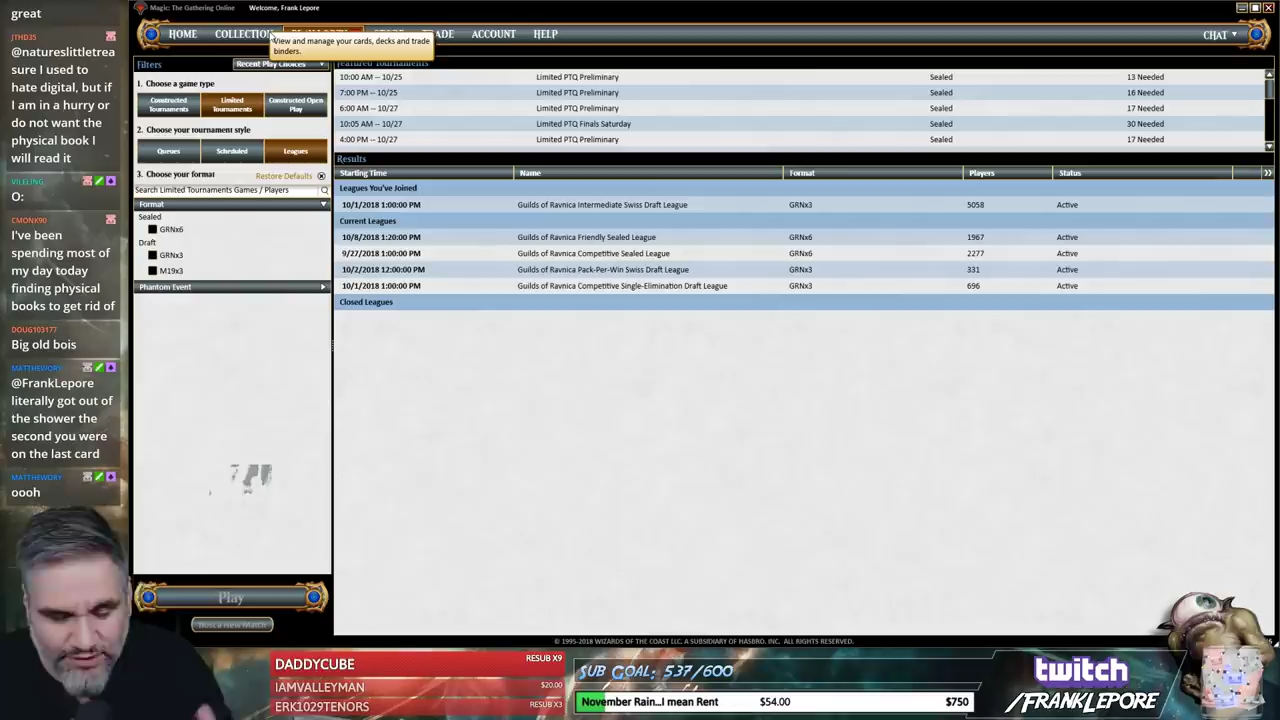 Magic: The Gathering Online
Welcome, Frank Lepore
HOME
COLLECTION
ACCOUNT
HELP
CHAT
View and manage your cards, decks and trade
binders.
Filters
Recent Play Choices
1. Choose a game type
Constructed
Tournaments
Limited
Tournaments
Constructed Open
Play
2. Choose your tournament style
Queues
Scheduled
Leagues
3. Choose your format
Restore Defaults
Search Limited Tournaments Games / Players
Format
Sealed
GRNx6
Draft
GRNx3
M19x3
Phantom Event
Play
Host a New Match
Featured Tournaments
10:00 AM -- 10/25 Limited PTQ Preliminary Sealed 13 Needed
7:00 PM -- 10/25 Limited PTQ Preliminary Sealed 16 Needed
6:00 AM -- 10/27 Limited PTQ Preliminary Sealed 17 Needed
10:05 AM -- 10/27 Limited PTQ Finals Saturday Sealed 30 Needed
4:00 PM -- 10/27 Limited PTQ Preliminary Sealed 17 Needed
Results
Starting Time Name Format Players Status
Leagues You've Joined
10/1/2018 1:00:00 PM Guilds of Ravnica Intermediate Swiss Draft League GRNx3 5058 Active
Current Leagues
10/8/2018 1:20:00 PM Guilds of Ravnica Friendly Sealed League GRNx6 1967 Active
9/27/2018 1:00:00 PM Guilds of Ravnica Competitive Sealed League GRNx6 2277 Active
10/2/2018 12:00:00 PM Guilds of Ravnica Pack-Per-Win Swiss Draft League GRNx3 331 Active
10/1/2018 1:00:00 PM Guilds of Ravnica Competitive Single-Elimination Draft League GRNx3 696 Active
Closed Leagues
© 1995-2018 WIZARDS OF THE COAST LLC, A SUBSIDIARY OF HASBRO, INC. ALL RIGHTS RESERVED.
JTHD35
@natureslittlerea
are I used to
hate digital, but if
I am in a hurry or
do not want the
physical book I
will read it
VILELING
O:
CMONK90
I've been
spending most of
my day today
finding physical
books to get rid of
DOUG103177
Big old bois
MATTHEWORY
@FrankLepore
literally got out of
the shower the
second you were
on the last card
MATTHEWORY
oooh
DADDYCUBE RESUB X9
IAMVALLEYMAN $20.00
ERK1029TENORS RESUB X3
SUB GOAL: 537/600
November Rain...I mean Rent $54.00 $750
twitch
/FRANKLEPORE